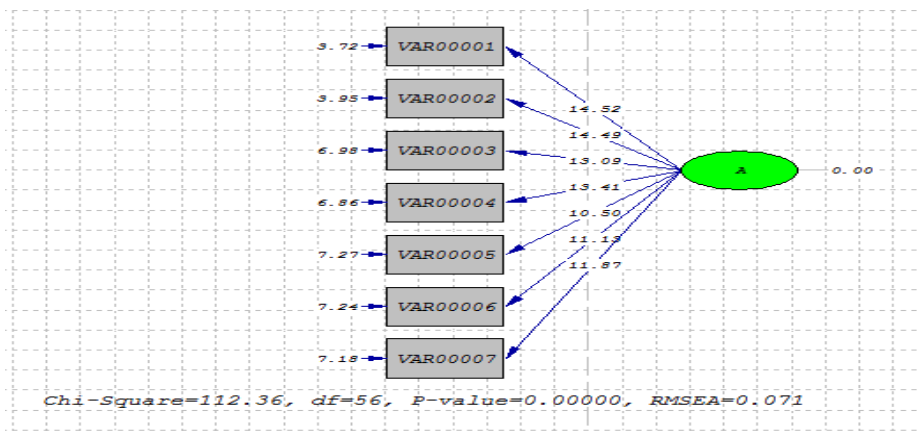 3.72 VAR00001
14.52
3.95 VAR00002
14.49
6.98 VAR00003
13.09
A 0.00
6.86 VAR00004
13.41
10.50
7.27 VAR00005
11.13
11.87
7.24 VAR00006
7.18 VAR00007
Chi-Square=112.36, df=56, P-value=0.00000, RMSEA=0.071